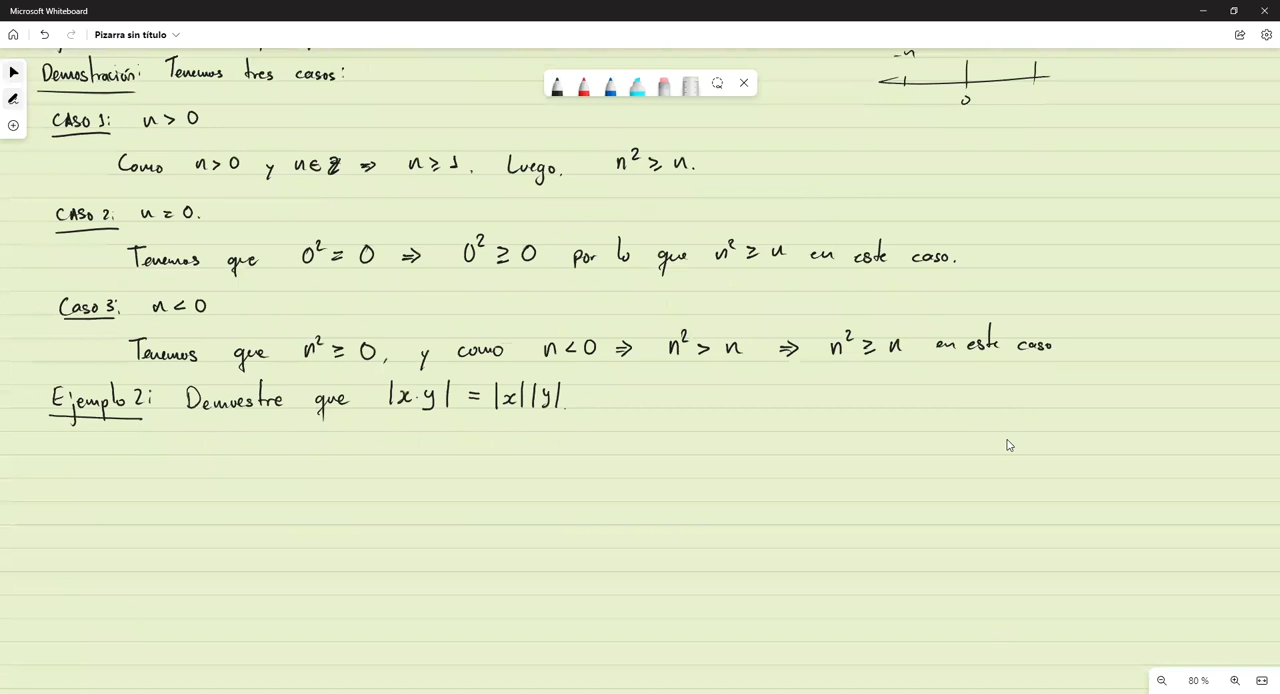 Microsoft Whiteboard
Pizarra sin título
-n
Demostración: Tenemos tres casos:
0
CASO 1: n > 0
Como n > 0 y n ∈ ℤ ⇒ n ≥ 1. Luego. n² ≥ n.
CASO 2: n = 0.
Tenemos que 0² = 0 ⇒ 0² ≥ 0 por lo que n² ≥ n en este caso.
Caso 3: n < 0
Tenemos que n² ≥ 0, y como n < 0 ⇒ n² > n ⇒ n² ≥ n en este caso
Ejemplo 2: Demuestre que |x·y| = |x||y|.
80 %